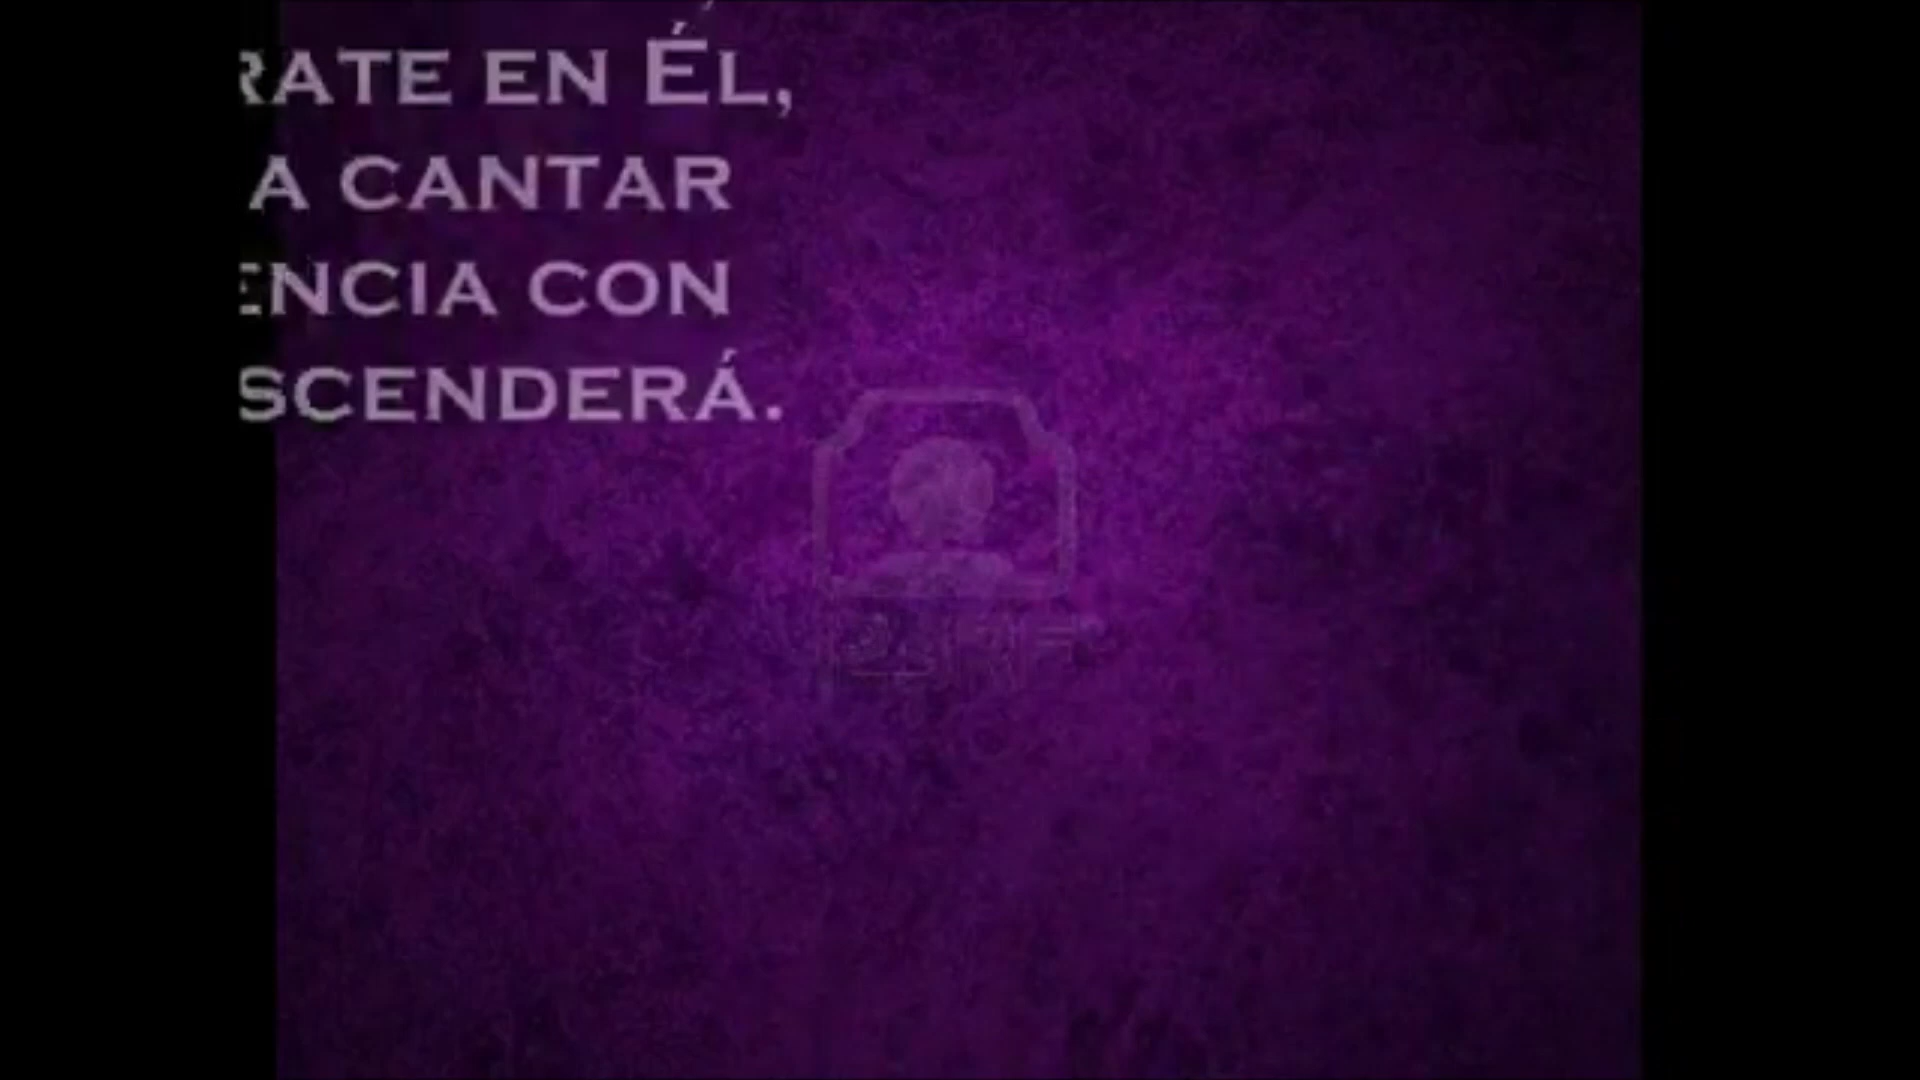 RATE EN ÉL,
A CANTAR
ENCIA CON
SCENDERÁ.